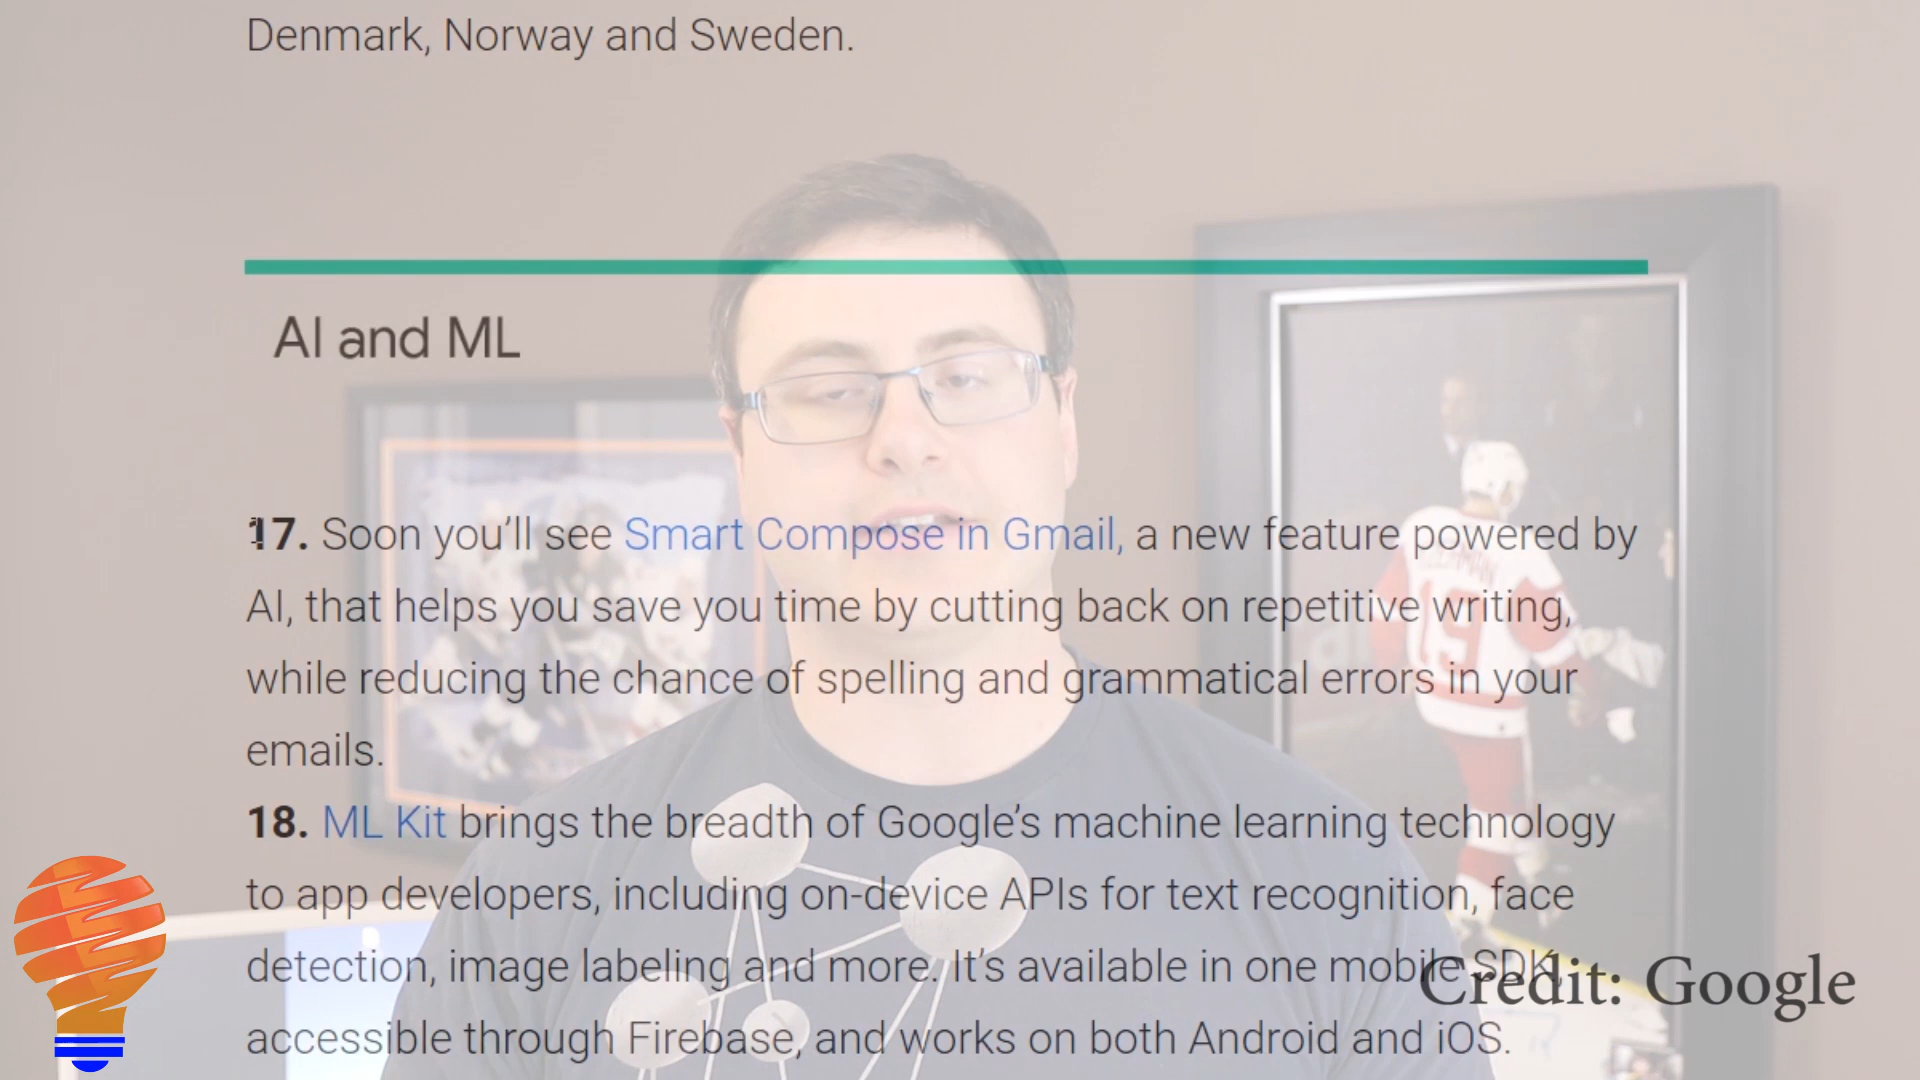 Denmark, Norway and Sweden.
AI and ML
17. Soon you’ll see Smart Compose in Gmail, a new feature powered by
AI, that helps you save you time by cutting back on repetitive writing,
while reducing the chance of spelling and grammatical errors in your
emails.
18. ML Kit brings the breadth of Google’s machine learning technology
to app developers, including on-device APIs for text recognition, face
detection, image labeling and more. It’s available in one mobile SDK,
accessible through Firebase, and works on both Android and iOS.
Credit: Google
19